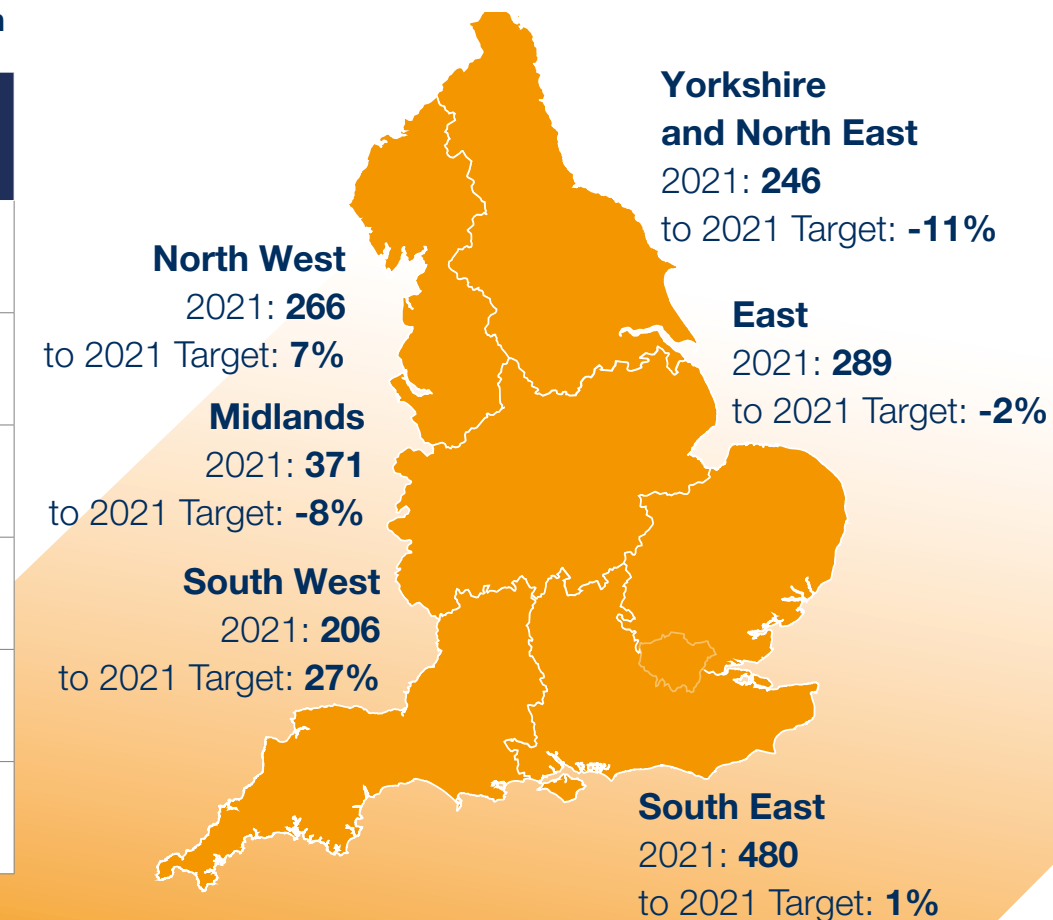 Yorkshire
and North East
2021: 246
to 2021 Target: -11%
North West
2021: 266
to 2021 Target: 7%
East
2021: 289
to 2021 Target: -2%
Midlands
2021: 371
to 2021 Target: -8%
South West
2021: 206
to 2021 Target: 27%
South East
2021: 480
to 2021 Target: 1%